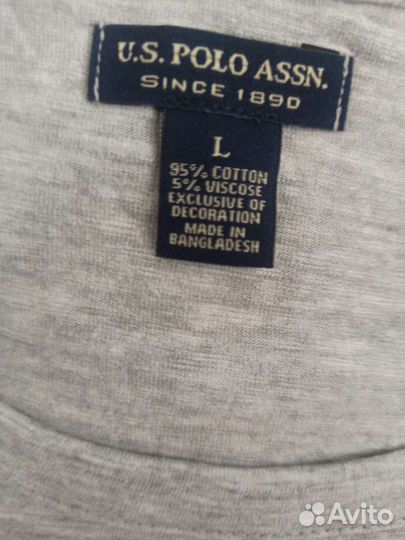 U.S. POLO ASSN.
SINCE 1890
L
95% COTTON
5% VISCOSE
EXCLUSIVE OF
DECORATION
MADE IN
BANGLADESH
Avito